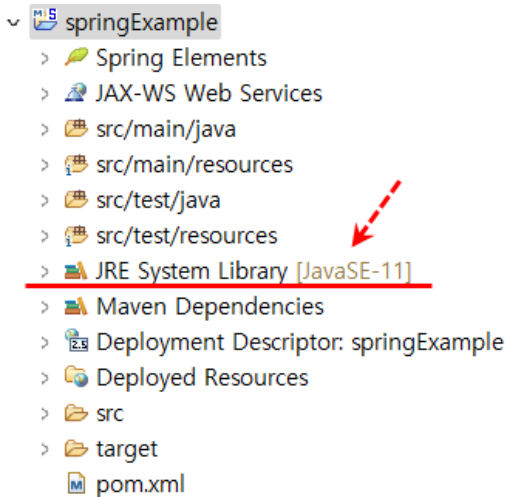 springExample
Spring Elements
JAX-WS Web Services
src/main/java
src/main/resources
src/test/java
src/test/resources
JRE System Library [JavaSE-11]
Maven Dependencies
Deployment Descriptor: springExample
Deployed Resources
src
target
pom.xml